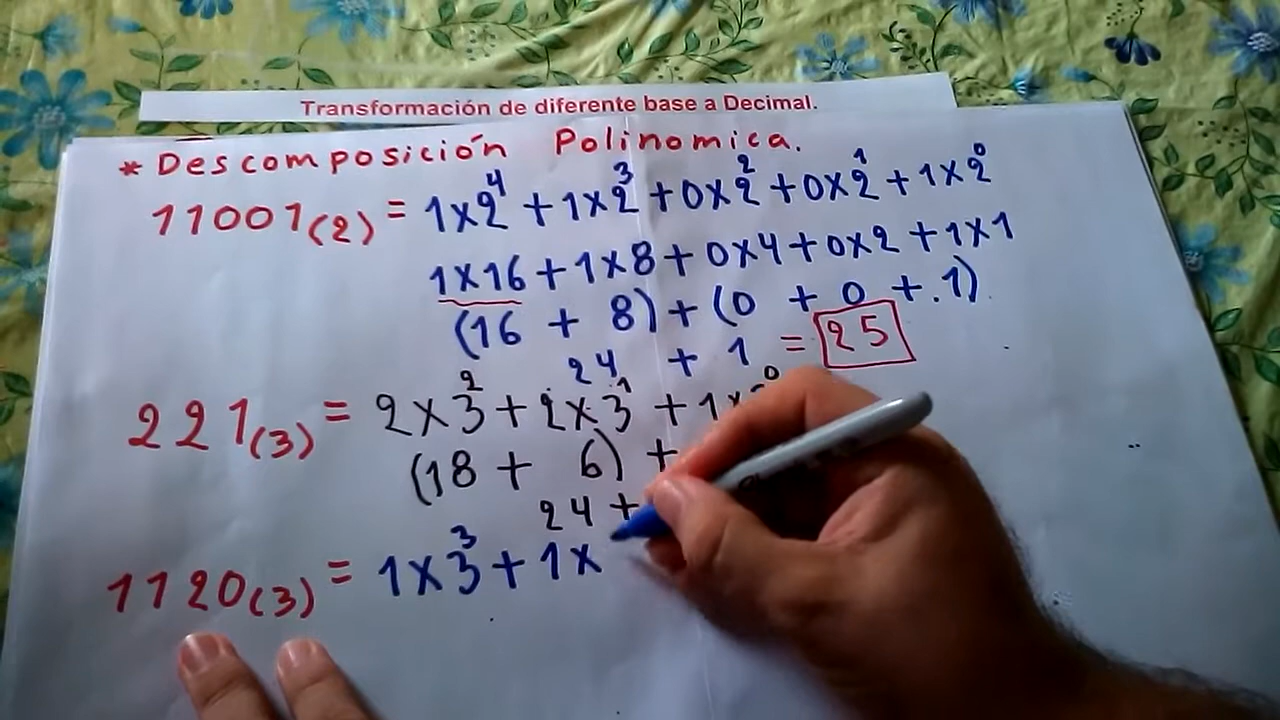 Transformación de diferente base a Decimal.
* Descomposición Polinomica.
11001(2) = 1x2⁴ + 1x2³ + 0x2² + 0x2¹ + 1x2⁰
1x16 + 1x8 + 0x4 + 0x2 + 1x1
(16 + 8) + (0 + 0 + .1)
24 + 1 = 25
221(3) = 2x3² + 2x3¹ + 1x ⁰
(18 + 6) +
24 +
1120(3) = 1x3³ + 1x